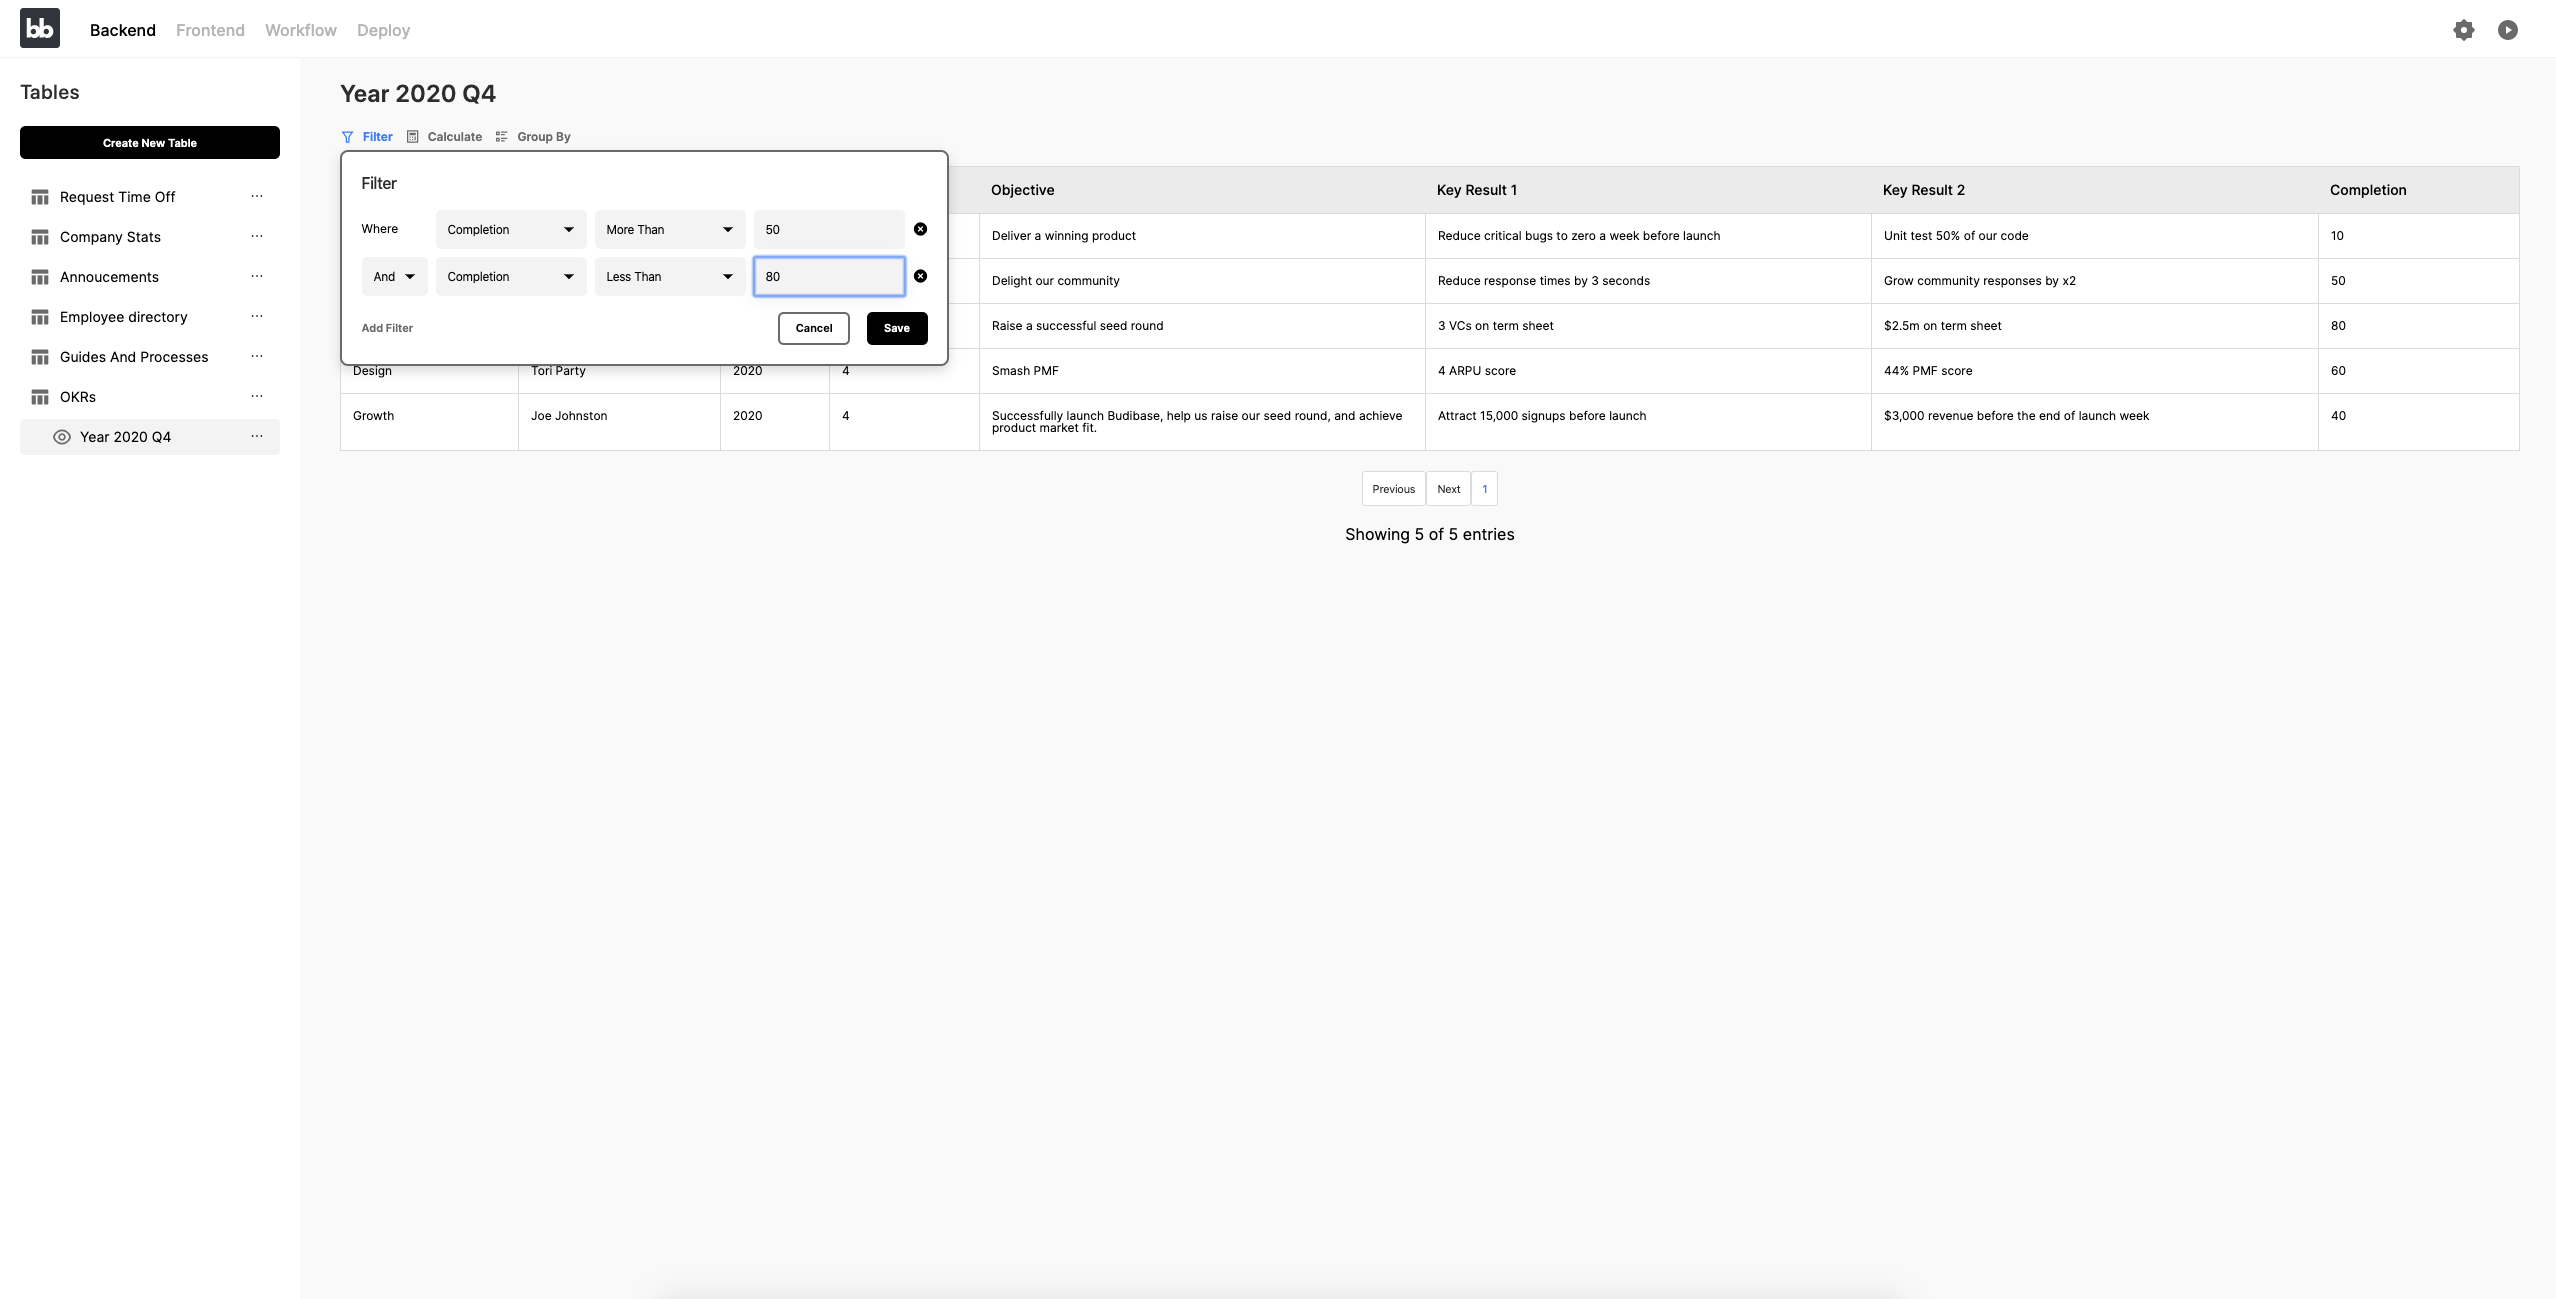 bb
Backend Frontend Workflow Deploy
Tables
Create New Table
Request Time Off
Company Stats
Annoucements
Employee directory
Guides And Processes
OKRs
Year 2020 Q4
Year 2020 Q4
Filter Calculate Group By
Filter
Where Completion More Than 50
And Completion Less Than 80
Add Filter Cancel Save
Objective Key Result 1 Key Result 2 Completion
Deliver a winning product Reduce critical bugs to zero a week before launch Unit test 50% of our code 10
Delight our community Reduce response times by 3 seconds Grow community responses by x2 50
Raise a successful seed round 3 VCs on term sheet $2.5m on term sheet 80
Design Tori Party 2020 4 Smash PMF 4 ARPU score 44% PMF score 60
Growth Joe Johnston 2020 4 Successfully launch Budibase, help us raise our seed round, and achieve Attract 15,000 signups before launch $3,000 revenue before the end of launch week 40
product market fit.
Previous Next 1
Showing 5 of 5 entries